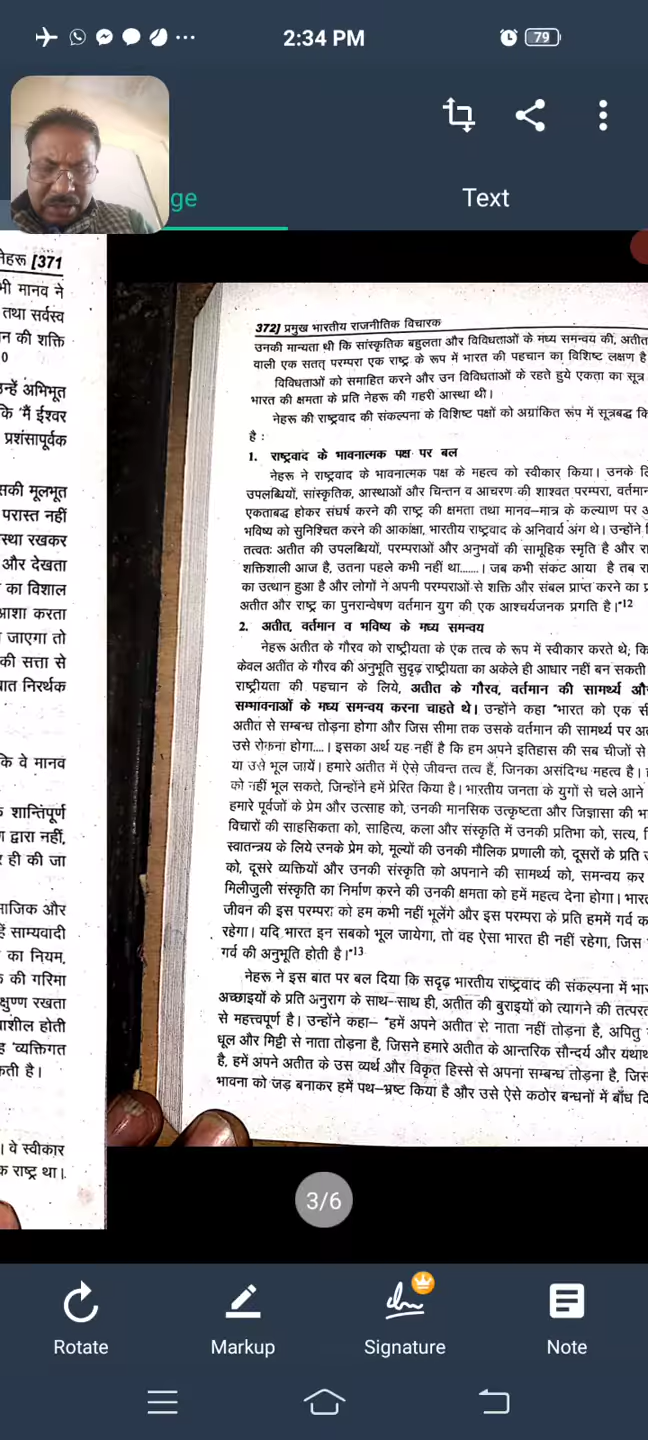 2:34 PM
79
ge
Text
नेहरू [371
भी मानव ने
तथा सर्वस्व
न की शक्ति
0
उन्हें अभिभूत
कि 'मैं ईश्वर
प्रशंसापूर्वक
सकी मूलभूत
परास्त नहीं
स्था रखकर
और देखता
का विशाल
आशा करता
जाएगा तो
की सत्ता से
बात निरर्थक
कि वे मानव
शान्तिपूर्ण
द्वारा नहीं,
ही की जा
माजिक और
हैं साम्यवादी
का नियम,
की गरिमा
क्षुण्ण रखता
ाशील होती
ह 'व्यक्तिगत
कती है।
। वे स्वीकार
क राष्ट्र था।
372] प्रमुख भारतीय राजनीतिक विचारक
उनकी मान्यता थी कि सांस्कृतिक बहुलता और विविधताओं के मध्य समन्वय की, अतीत
वाली एक सतत् परम्परा एक राष्ट्र के रूप में भारत की पहचान का विशिष्ट लक्षण है
विविधताओं को समाहित करने और उन विविधताओं के रहते हुये एकता का सूत्र
भारत की क्षमता के प्रति नेहरू की गहरी आस्था थी।
नेहरू की राष्ट्रवाद की संकल्पना के विशिष्ट पक्षों को अग्रांकित रूप में सूत्रबद्ध कि
है :
1. राष्ट्रवाद के भावनात्मक पक्ष पर बल
नेहरू ने राष्ट्रवाद के भावनात्मक पक्ष के महत्व को स्वीकार किया। उनके लि
उपलब्धियों, सांस्कृतिक, आस्थाओं और चिन्तन व आचरण की शाश्वत परम्परा, वर्तमान
एकताबद्ध होकर संघर्ष करने की राष्ट्र की क्षमता तथा मानव–मात्र के कल्याण पर अ
भविष्य को सुनिश्चित करने की आकांक्षा, भारतीय राष्ट्रवाद के अनिवार्य अंग थे। उन्होंने
तत्वतः अतीत की उपलब्धियों, परम्पराओं और अनुभवों की सामूहिक स्मृति है और रा
शक्तिशाली आज है, उतना पहले कभी नहीं था.......। जब कभी संकट आया है तब रा
का उत्थान हुआ है और लोगों ने अपनी परम्पराओं से शक्ति और संबल प्राप्त करने का प्र
अतीत और राष्ट्र का पुनरान्वेषण वर्तमान युग की एक आश्चर्यजनक प्रगति है।"12
2. अतीत, वर्तमान व भविष्य के मध्य समन्वय
नेहरू अतीत के गौरव को राष्ट्रीयता के एक तत्व के रूप में स्वीकार करते थे; कि
केवल अतीत के गौरव की अनुभूति सुदृढ़ राष्ट्रीयता का अकेले ही आधार नहीं बन सकती
राष्ट्रीयता की पहचान के लिये, अतीत के गौरव, वर्तमान की सामर्थ्य और
सम्भावनाओं के मध्य समन्वय करना चाहते थे। उन्होंने कहा "भारत को एक सी
अतीत से सम्बन्ध तोड़ना होगा और जिस सीमा तक उसके वर्तमान की सामर्थ्य पर अ
उसे रोकना होगा....। इसका अर्थ यह नहीं है कि हम अपने इतिहास की सब चीजों से
या उसे भूल जायें। हमारे अतीत में ऐसे जीवन्त तत्व हैं, जिनका असंदिग्ध महत्व है।
को नहीं भूल सकते, जिन्होंने हमें प्रेरित किया है। भारतीय जनता के युगों से चले आने
हमारे पूर्वजों के प्रेम और उत्साह को, उनकी मानसिक उत्कृष्टता और जिज्ञासा की भ
विचारों की साहसिकता को, साहित्य, कला और संस्कृति में उनकी प्रतिभा को, सत्य,
स्वातन्त्रय के लिये उनके प्रेम को, मूल्यों की उनकी मौलिक प्रणाली को, दूसरों के प्रति
को, दूसरे व्यक्तियों और उनकी संस्कृति को अपनाने की सामर्थ्य को, समन्वय कर
मिलीजुली संस्कृति का निर्माण करने की उनकी क्षमता को हमें महत्व देना होगा। भार
जीवन की इस परम्परा को हम कभी नहीं भूलेंगे और इस परम्परा के प्रति हममें गर्व क
रहेगा। यदि भारत इन सबको भूल जायेगा, तो वह ऐसा भारत ही नहीं रहेगा, जिस
गर्व की अनुभूति होती है।"13
नेहरू ने इस बात पर बल दिया कि सदृढ़ भारतीय राष्ट्रवाद की संकल्पना में भा
अच्छाइयों के प्रति अनुराग के साथ–साथ ही, अतीत की बुराइयों को त्यागने की तत्पर
से महत्त्वपूर्ण है। उन्होंने कहा– "हमें अपने अतीत से नाता नहीं तोड़ना है, अपितु
धूल और मिट्टी से नाता तोड़ना है, जिसने हमारे अतीत के आन्तरिक सौन्दर्य और यथा
है, हमें अपने अतीत के उस व्यर्थ और विकृत हिस्से से अपना सम्बन्ध तोड़ना है, जिस
भावना को जड़ बनाकर हमें पथ–भ्रष्ट किया है और उसे ऐसे कठोर बन्धनों में बाँध दि
3/6
Rotate
Markup
Signature
Note